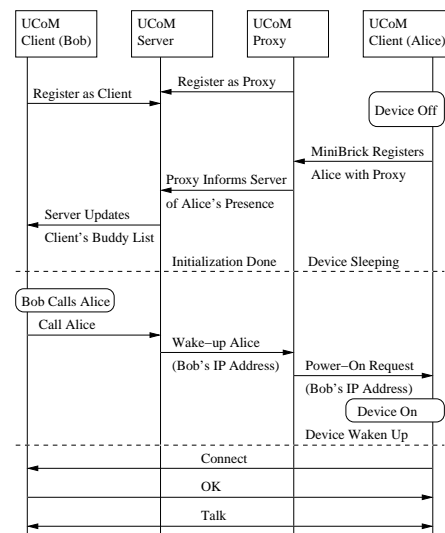 UCoM
Client (Bob)
UCoM
Server
UCoM
Proxy
UCoM
Client (Alice)
Register as Proxy
Register as Client
Device Off
MiniBrick Registers
Alice with Proxy
Proxy Informs Server
of Alice's Presence
Server Updates
Client's Buddy List
Initialization Done
Device Sleeping
Bob Calls Alice
Call Alice
Wake-up Alice
(Bob's IP Address)
Power-On Request
(Bob's IP Address)
Device On
Device Waken Up
Connect
OK
Talk